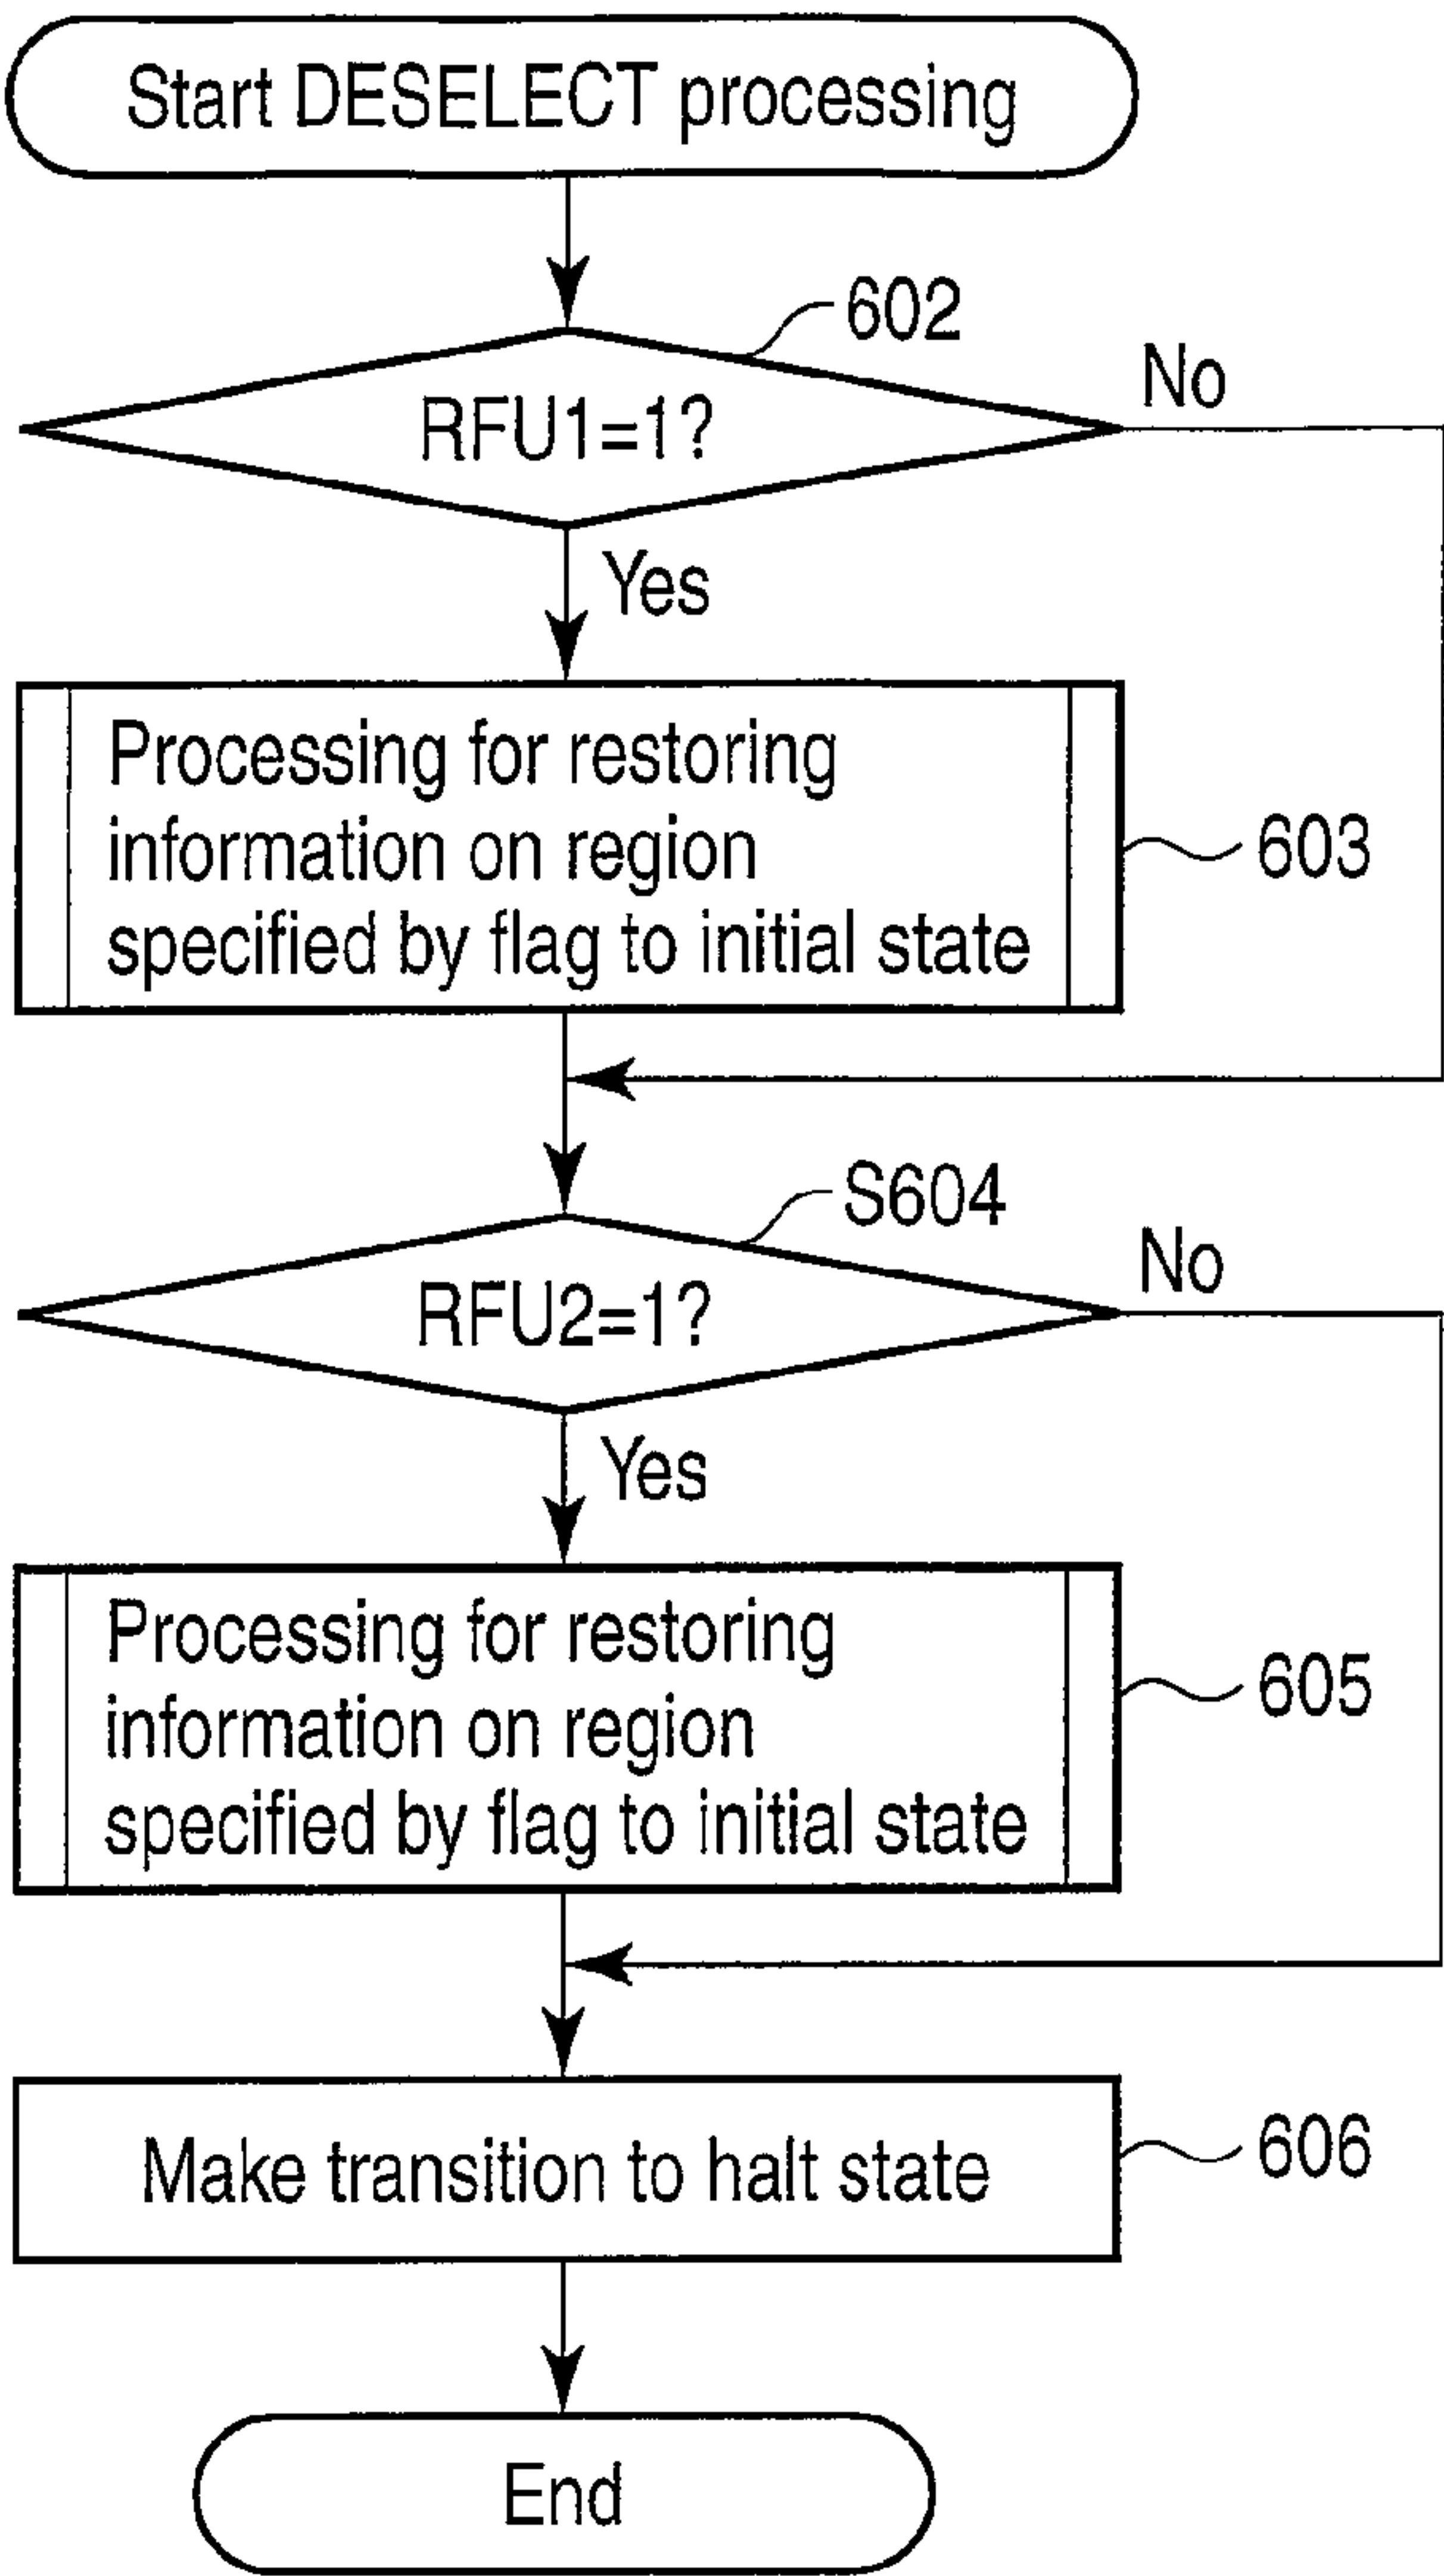 Start DESELECT processing
602
No
RFU1=1?
Yes
Processing for restoring
information on region
specified by flag to initial state
603
S604
No
RFU2=1?
Yes
Processing for restoring
information on region
specified by flag to initial state
605
Make transition to halt state
606
End